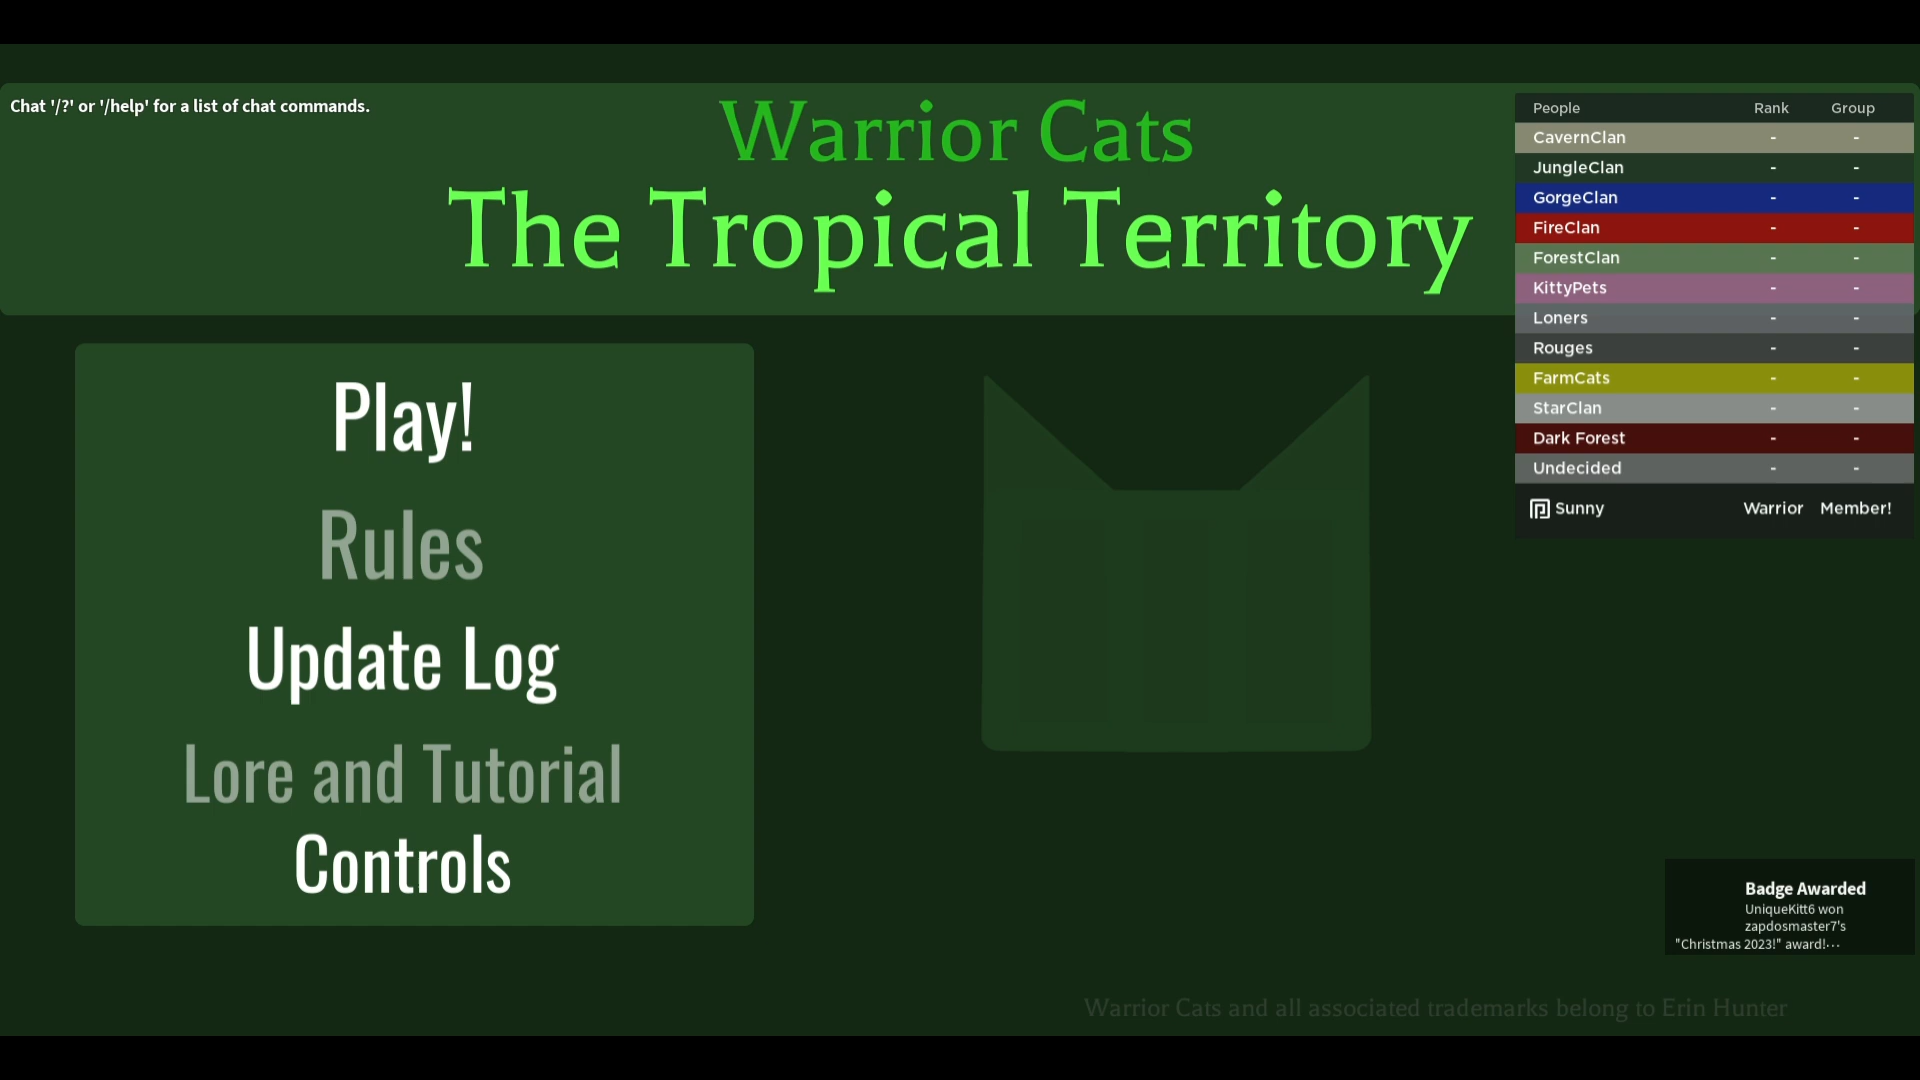 Chat '/?' or '/help' for a list of chat commands.
Warrior Cats
The Tropical Territory
People Rank Group
CavernClan - -
JungleClan - -
GorgeClan - -
FireClan - -
ForestClan - -
KittyPets - -
Loners - -
Rouges - -
FarmCats - -
StarClan - -
Dark Forest - -
Undecided - -
Sunny Warrior Member!
Play!
Rules
Update Log
Lore and Tutorial
Controls
Badge Awarded
UniqueKitt6 won
zapdosmaster7's
"Christmas 2023!" award!...
Warrior Cats and all associated trademarks belong to Erin Hunter